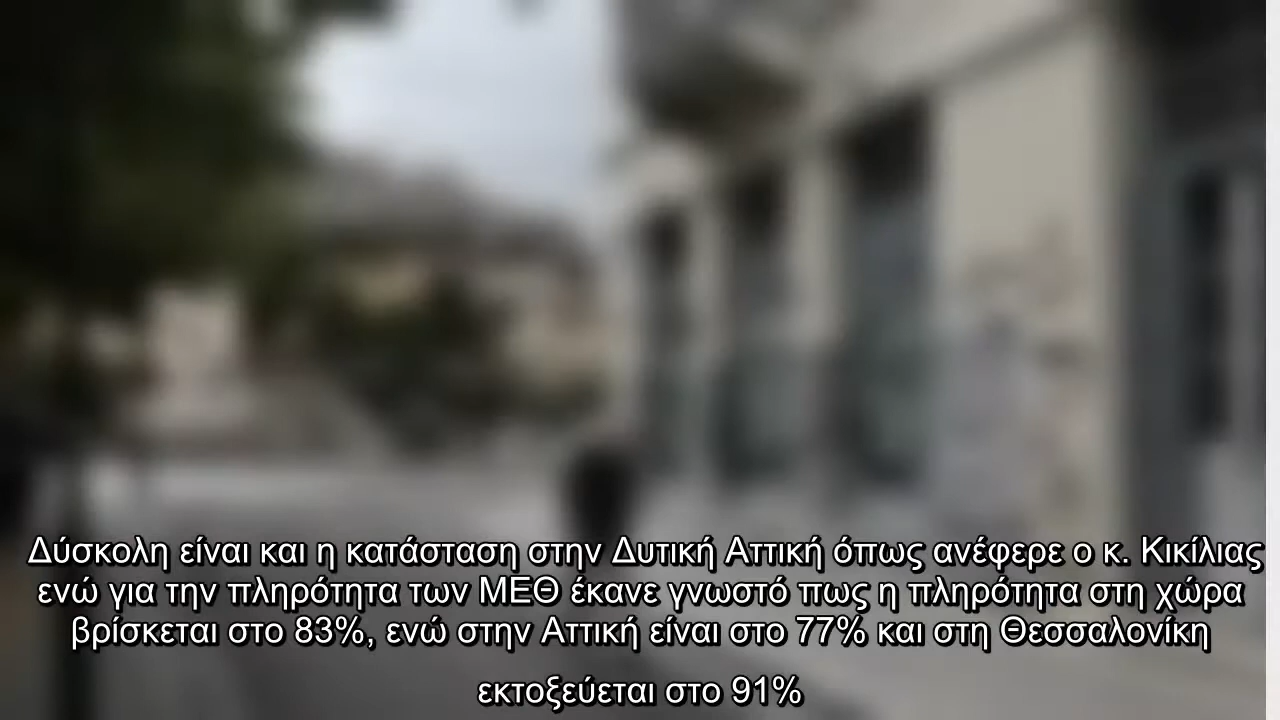 Δύσκολη είναι και η κατάσταση στην Δυτική Αττική όπως ανέφερε ο κ. Κικίλιας
ενώ για την πληρότητα των ΜΕΘ έκανε γνωστό πως η πληρότητα στη χώρα
βρίσκεται στο 83%, ενώ στην Αττική είναι στο 77% και στη Θεσσαλονίκη
εκτοξεύεται στο 91%